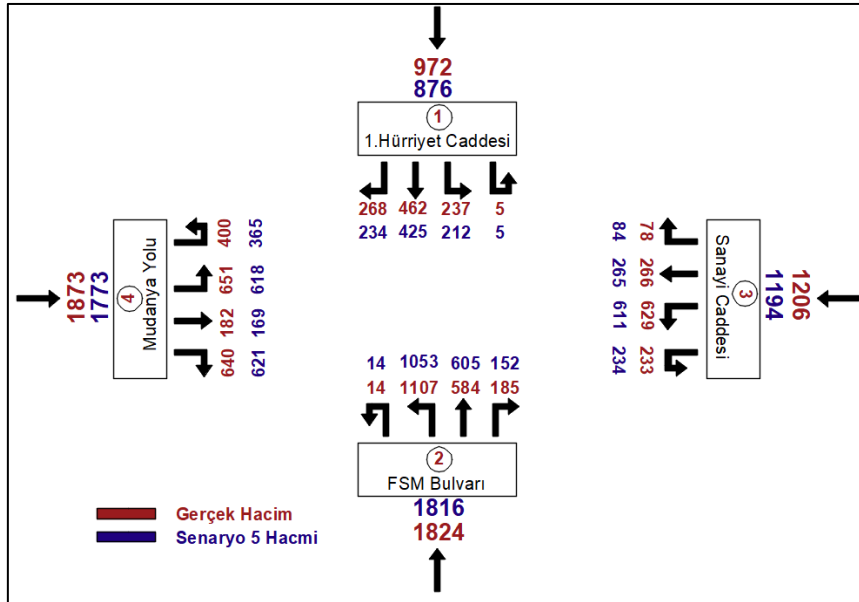 972
876
1
1.Hürriyet Caddesi
268 462 237 5
234 425 212 5
1873
1773
4
Mudanya Yolu
400 365
651 618
182 169
640 621
84 78
265 266
611 629
234 233
Sanayi Caddesi
3
1194
1206
14 1053 605 152
14 1107 584 185
2
FSM Bulvarı
1816
1824
Gerçek Hacim
Senaryo 5 Hacmi